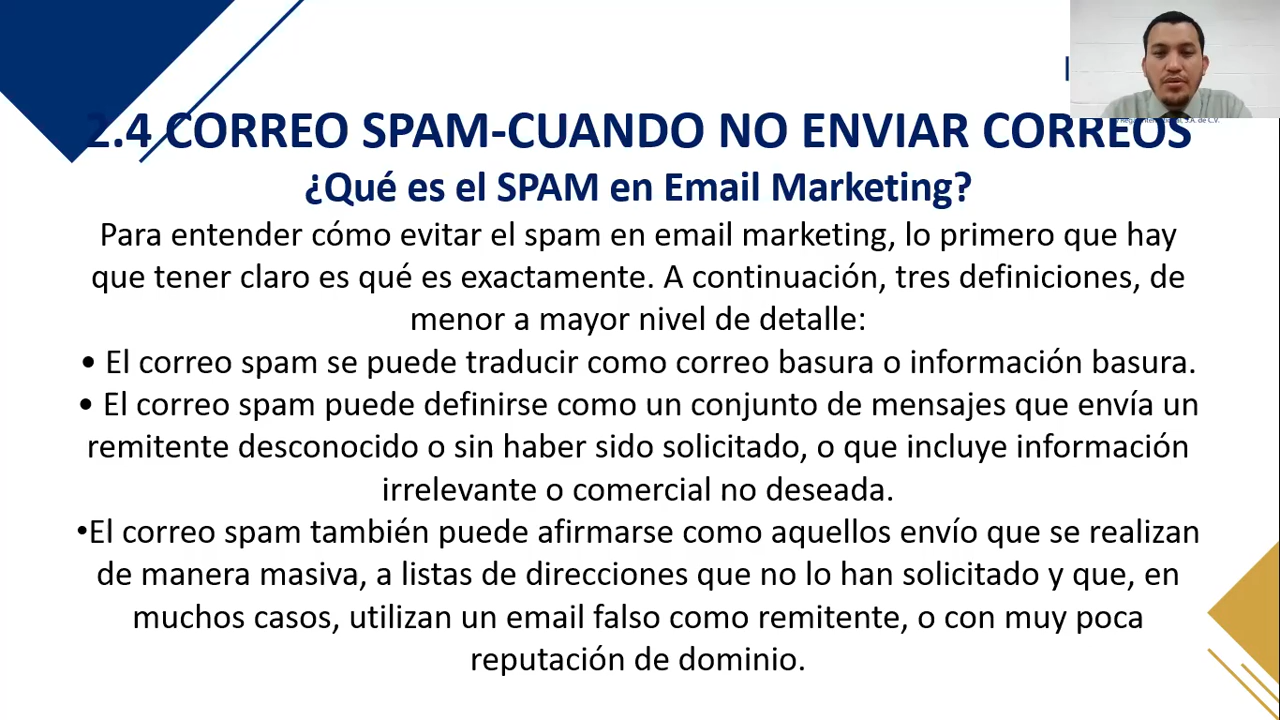 2.4 CORREO SPAM-CUANDO NO ENVIAR CORREOS
¿Qué es el SPAM en Email Marketing?
Para entender cómo evitar el spam en email marketing, lo primero que hay
que tener claro es qué es exactamente. A continuación, tres definiciones, de
menor a mayor nivel de detalle:
• El correo spam se puede traducir como correo basura o información basura.
• El correo spam puede definirse como un conjunto de mensajes que envía un
remitente desconocido o sin haber sido solicitado, o que incluye información
irrelevante o comercial no deseada.
•El correo spam también puede afirmarse como aquellos envío que se realizan
de manera masiva, a listas de direcciones que no lo han solicitado y que, en
muchos casos, utilizan un email falso como remitente, o con muy poca
reputación de dominio.